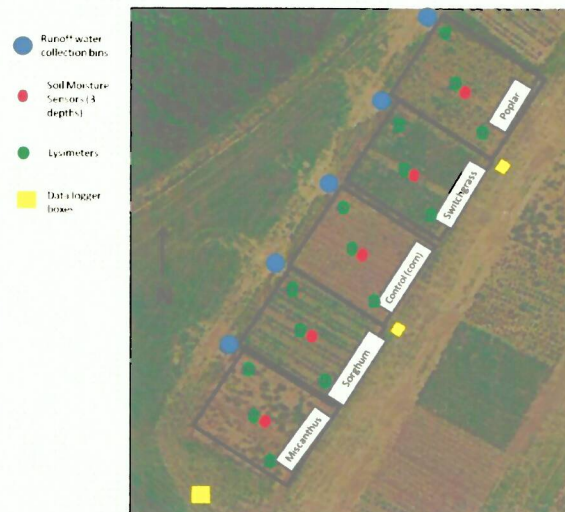 Runoff water
collection bins
Soil Moisture
Sensors (3
depths)
Lysimeters
Data logger
boxes
Poplar
Switchgrass
Control (corn)
Sorghum
Miscanthus